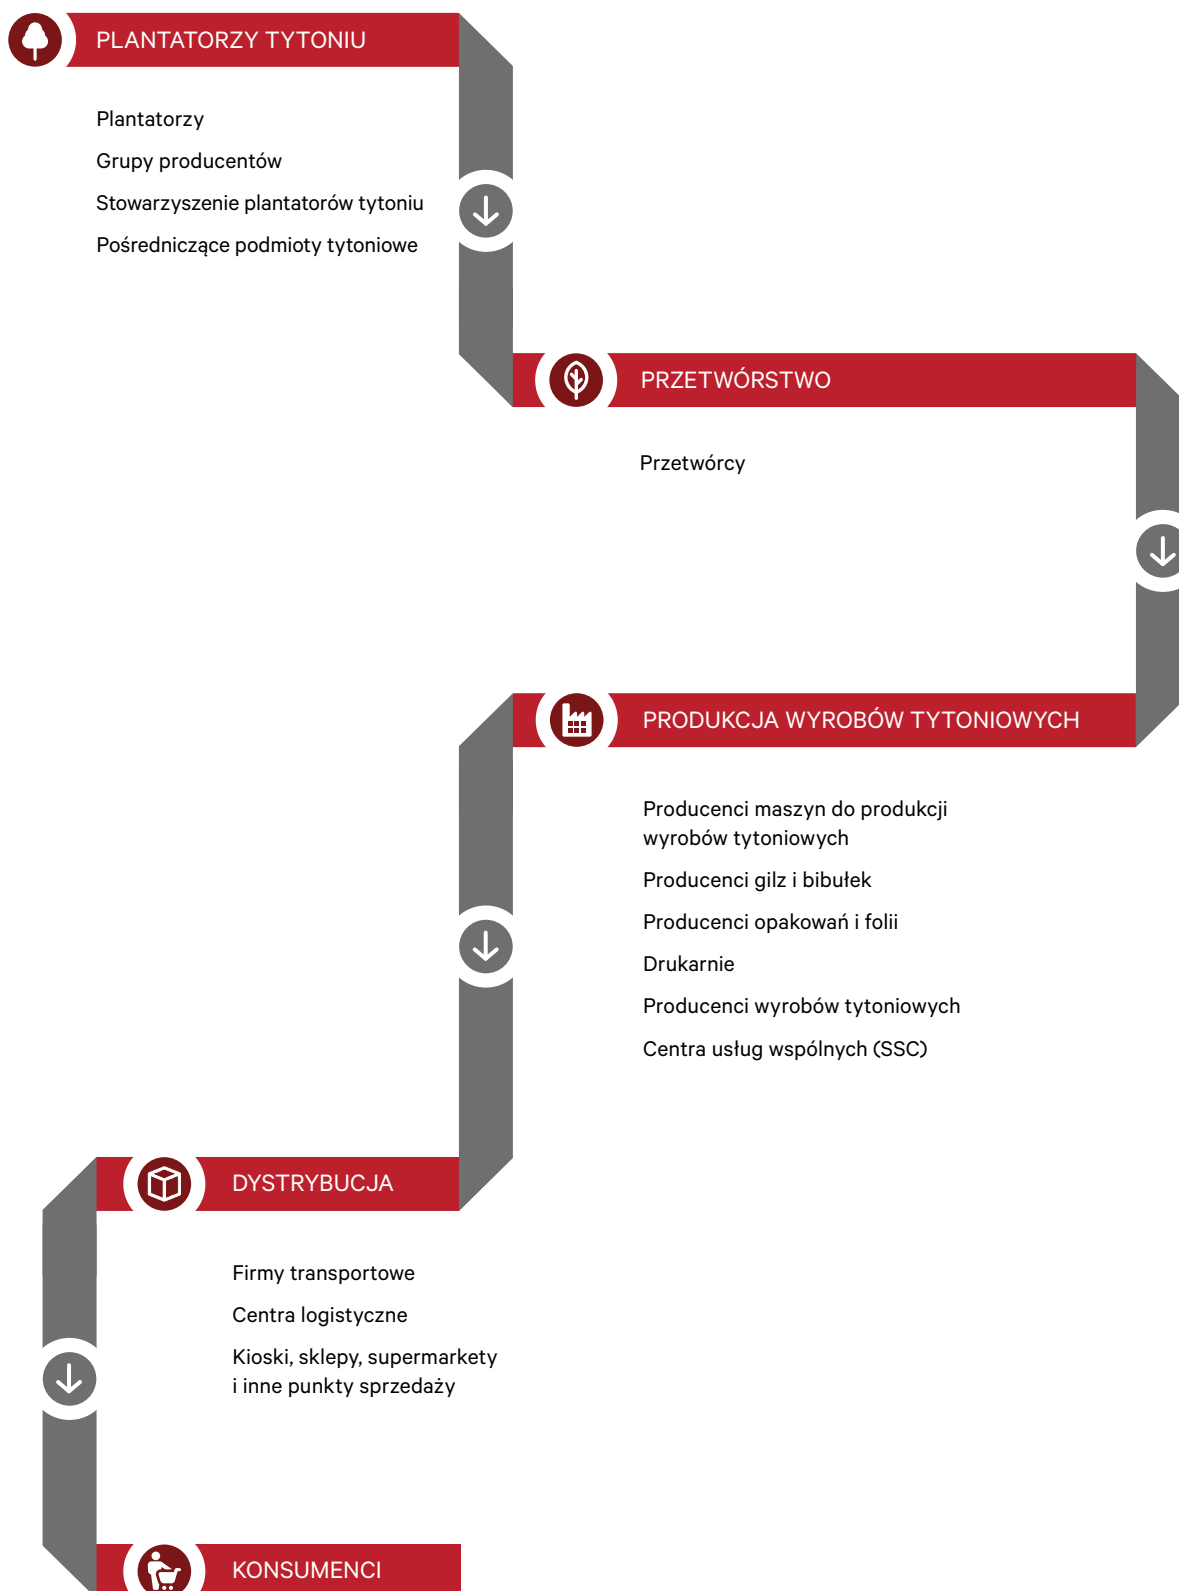 PLANTATORZY TYTONIU
Plantatorzy
Grupy producentów
Stowarzyszenie plantatorów tytoniu
Pośredniczące podmioty tytoniowe
PRZETWÓRSTWO
Przetwórcy
PRODUKCJA WYROBÓW TYTONIOWYCH
Producenci maszyn do produkcji
wyrobów tytoniowych
Producenci gilz i bibułek
Producenci opakowań i folii
Drukarnie
Producenci wyrobów tytoniowych
Centra usług wspólnych (SSC)
DYSTRYBUCJA
Firmy transportowe
Centra logistyczne
Kioski, sklepy, supermarkety
i inne punkty sprzedaży
KONSUMENCI